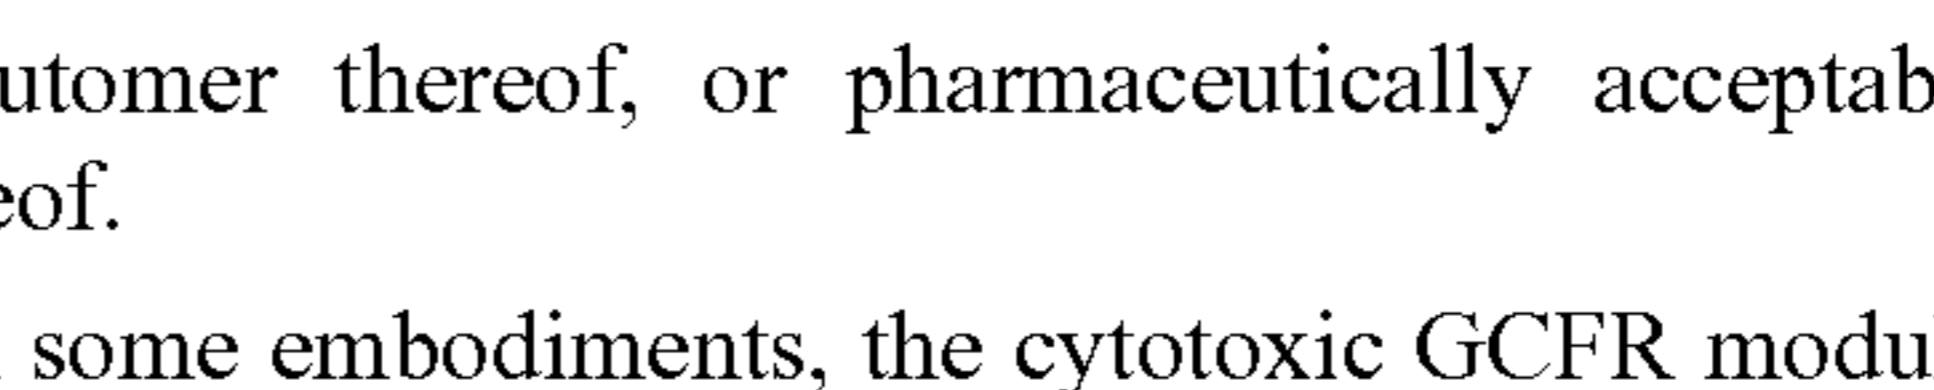 utomer thereof, or pharmaceutically acceptab
eof.
some embodiments, the cytotoxic GCFR modu